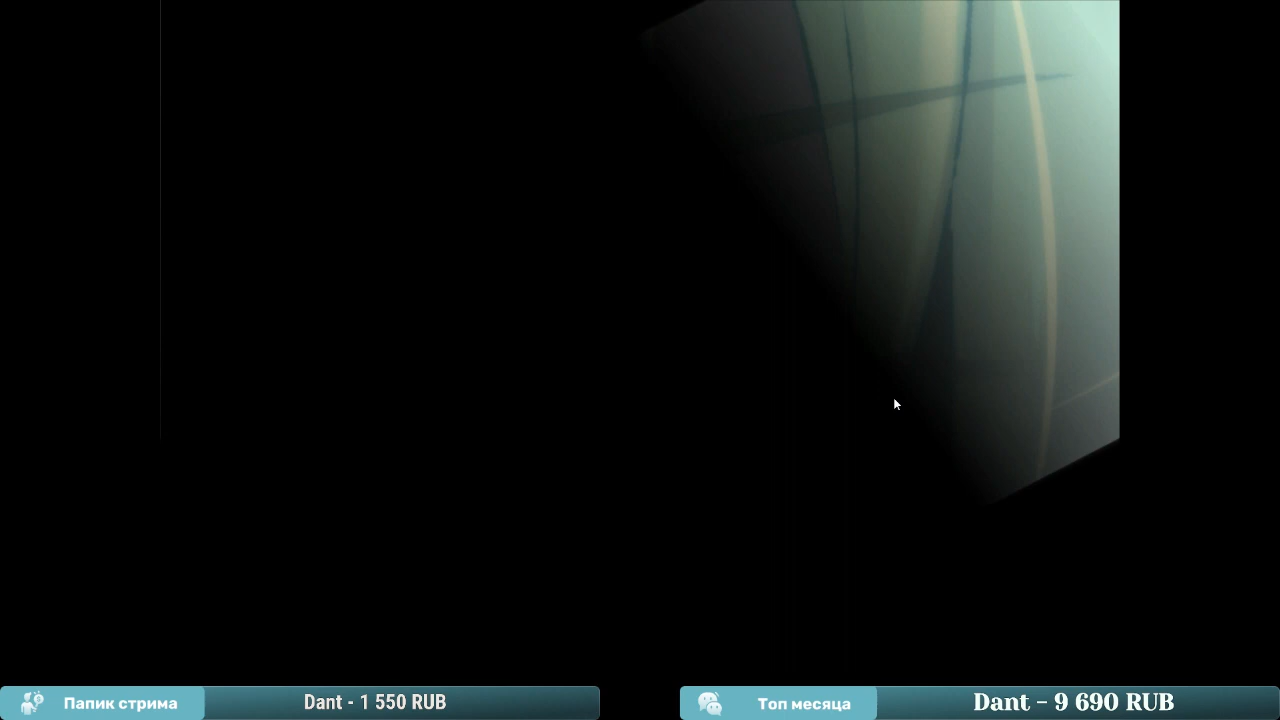 Папик стрима
Dant - 1 550 RUB
Топ месяца
Dant - 9 690 RUB